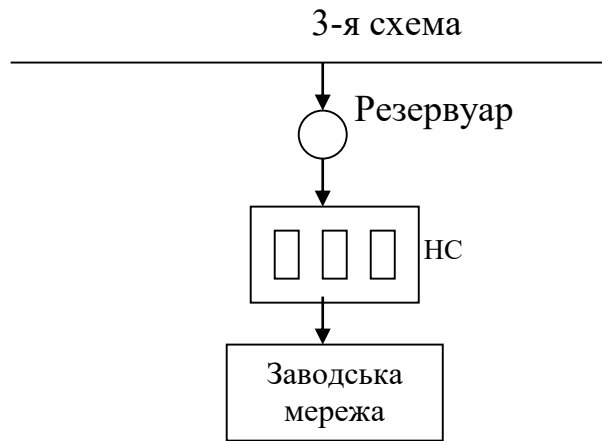 3-я схема
Резервуар
НС
Заводська
мережа